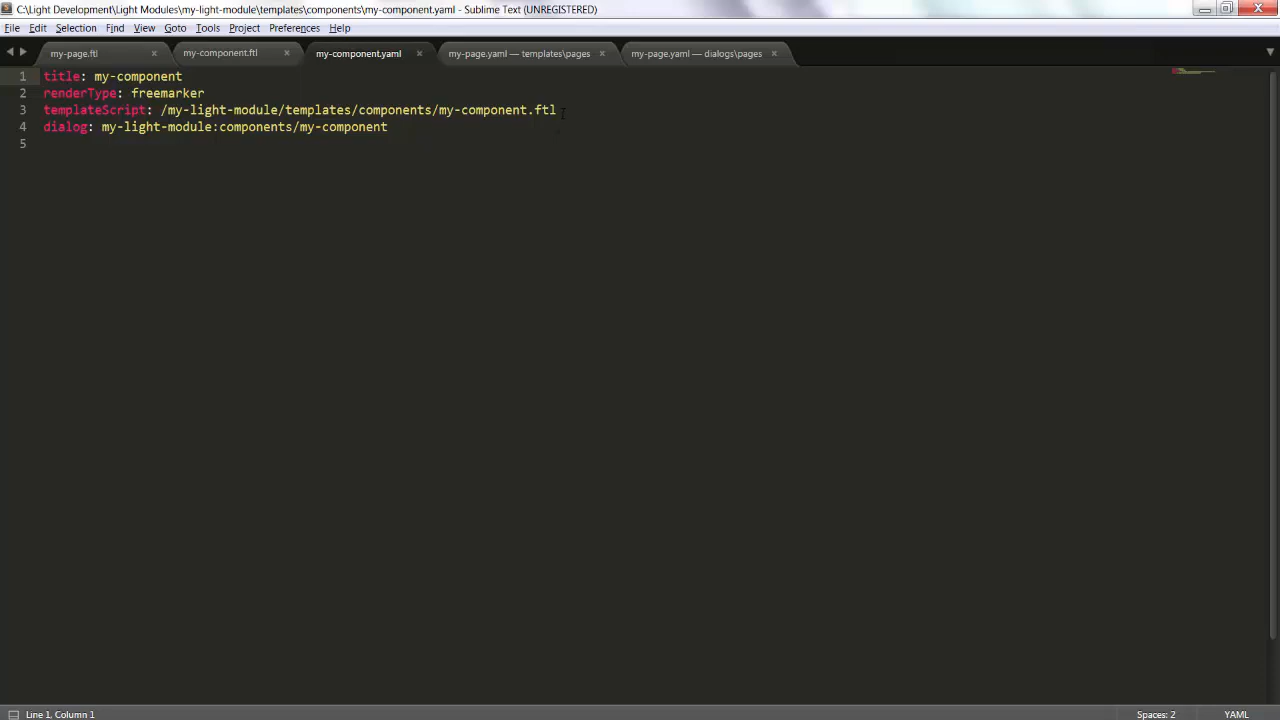 C:\Light Development\Light Modules\my-light-module\templates\components\my-component.yaml - Sublime Text (UNREGISTERED)
File Edit Selection Find View Goto Tools Project Preferences Help
my-page.ftl × my-component.ftl × my-component.yaml × my-page.yaml — templates\pages × my-page.yaml — dialogs\pages ×
1 title: my-component
2 renderType: freemarker
3 templateScript: /my-light-module/templates/components/my-component.ftl
4 dialog: my-light-module:components/my-component
5
Line 1, Column 1 Spaces: 2 YAML